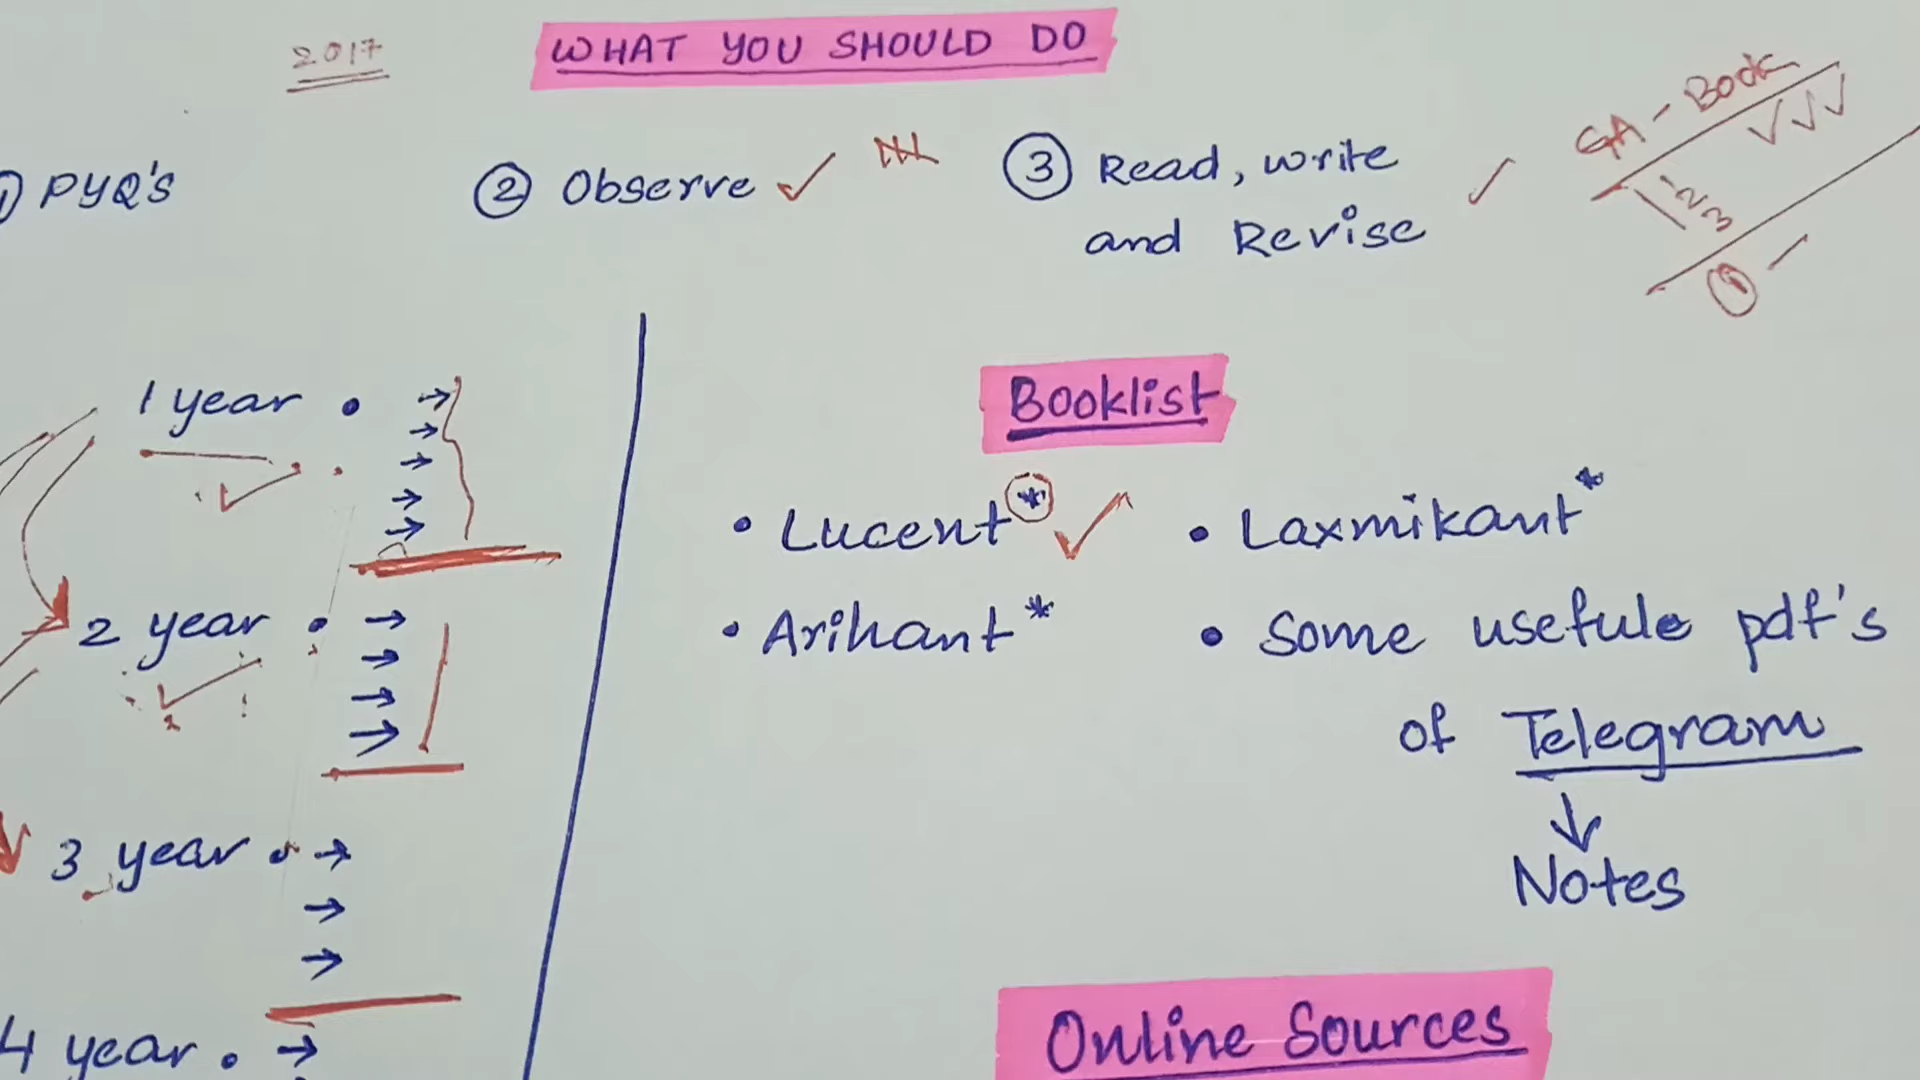 2017
WHAT YOU SHOULD DO
GA - Book
① PYQ's
② Observe
③ Read, write
and Revise
1 2 3
1 year • →
2 year • →
3 year • →
4 year • →
Booklist
• Lucent*
• Laxmikant*
• Arihant*
• Some usefule pdf's
of Telegram
↓
Notes
Online Sources